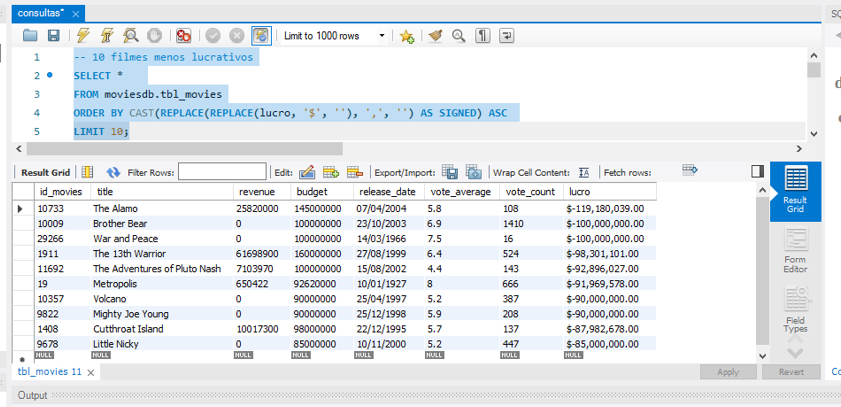 consultas* ×
SQ
Limit to 1000 rows
1 -- 10 filmes menos lucrativos
2 SELECT *
3 FROM moviesdb.tbl_movies
4 ORDER BY CAST(REPLACE(REPLACE(lucro, '$', ''), ',', '') AS SIGNED) ASC
5 LIMIT 10;
Result Grid Filter Rows: Edit: Export/Import: Wrap Cell Content: IA Fetch rows:
id_movies title revenue budget release_date vote_average vote_count lucro
10733 The Alamo 25820000 145000000 07/04/2004 5.8 108 $-119,180,039.00
10009 Brother Bear 0 100000000 23/10/2003 6.9 1410 $-100,000,000.00
29266 War and Peace 0 100000000 14/03/1966 7.5 16 $-100,000,000.00
1911 The 13th Warrior 61698900 160000000 27/08/1999 6.4 524 $-98,301,101.00
11692 The Adventures of Pluto Nash 7103970 100000000 15/08/2002 4.4 143 $-92,896,027.00
19 Metropolis 650422 92620000 10/01/1927 8 666 $-91,969,578.00
10357 Volcano 0 90000000 25/04/1997 5.2 387 $-90,000,000.00
9822 Mighty Joe Young 0 90000000 25/12/1998 5.9 208 $-90,000,000.00
1408 Cutthroat Island 10017300 98000000 22/12/1995 5.7 137 $-87,982,678.00
9678 Little Nicky 0 85000000 10/11/2000 5.2 447 $-85,000,000.00
NULL NULL NULL NULL NULL NULL NULL NULL
Result
Grid
Form
Editor
Field
Types
tbl_movies 11 × Apply Revert Co
Output